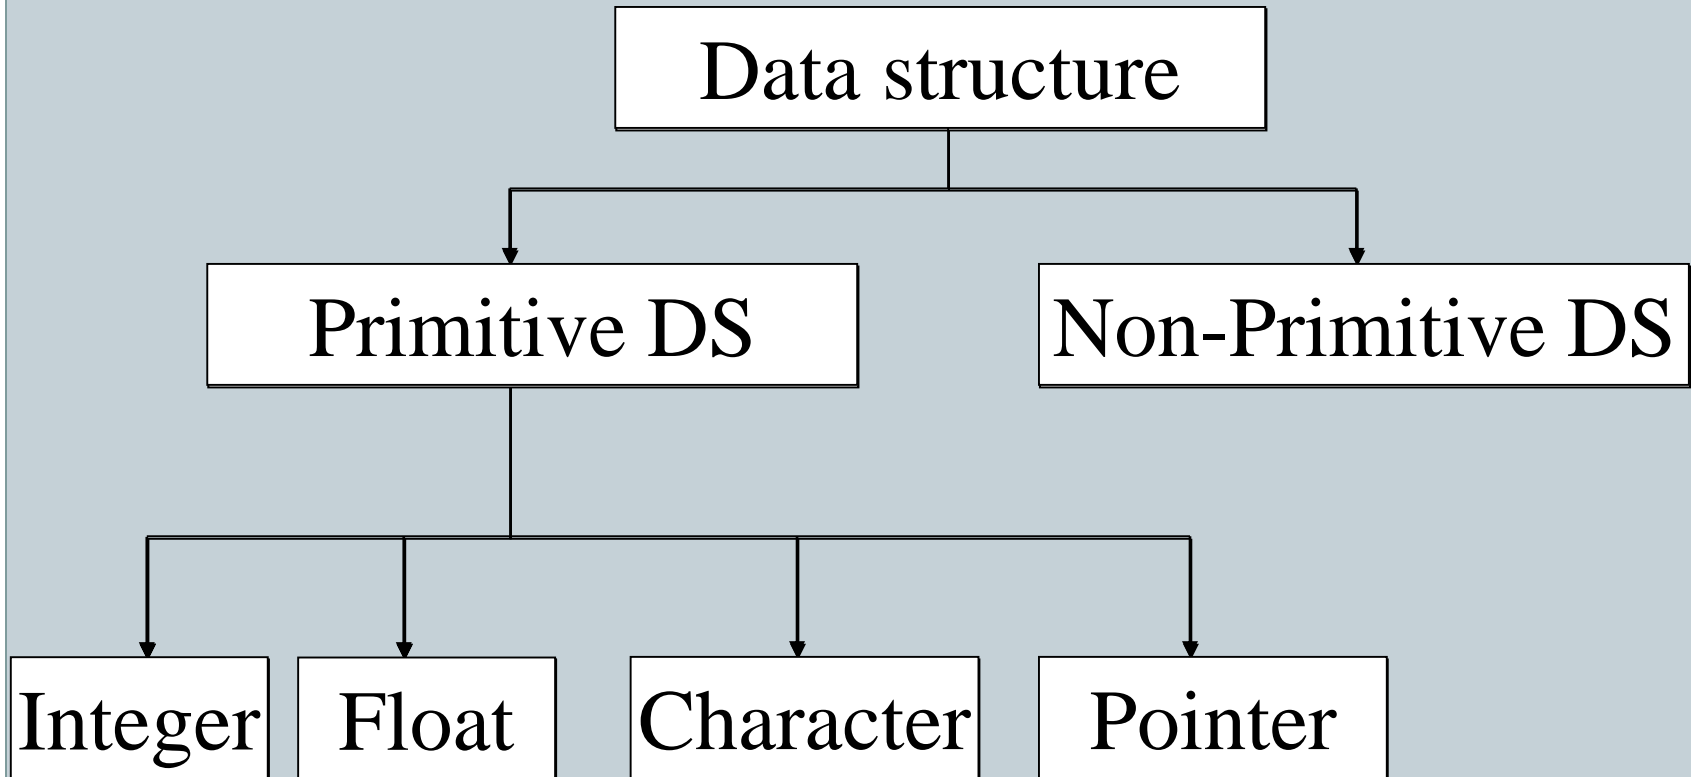 Data structure
Primitive DS
Non-Primitive DS
Integer
Float
Character
Pointer